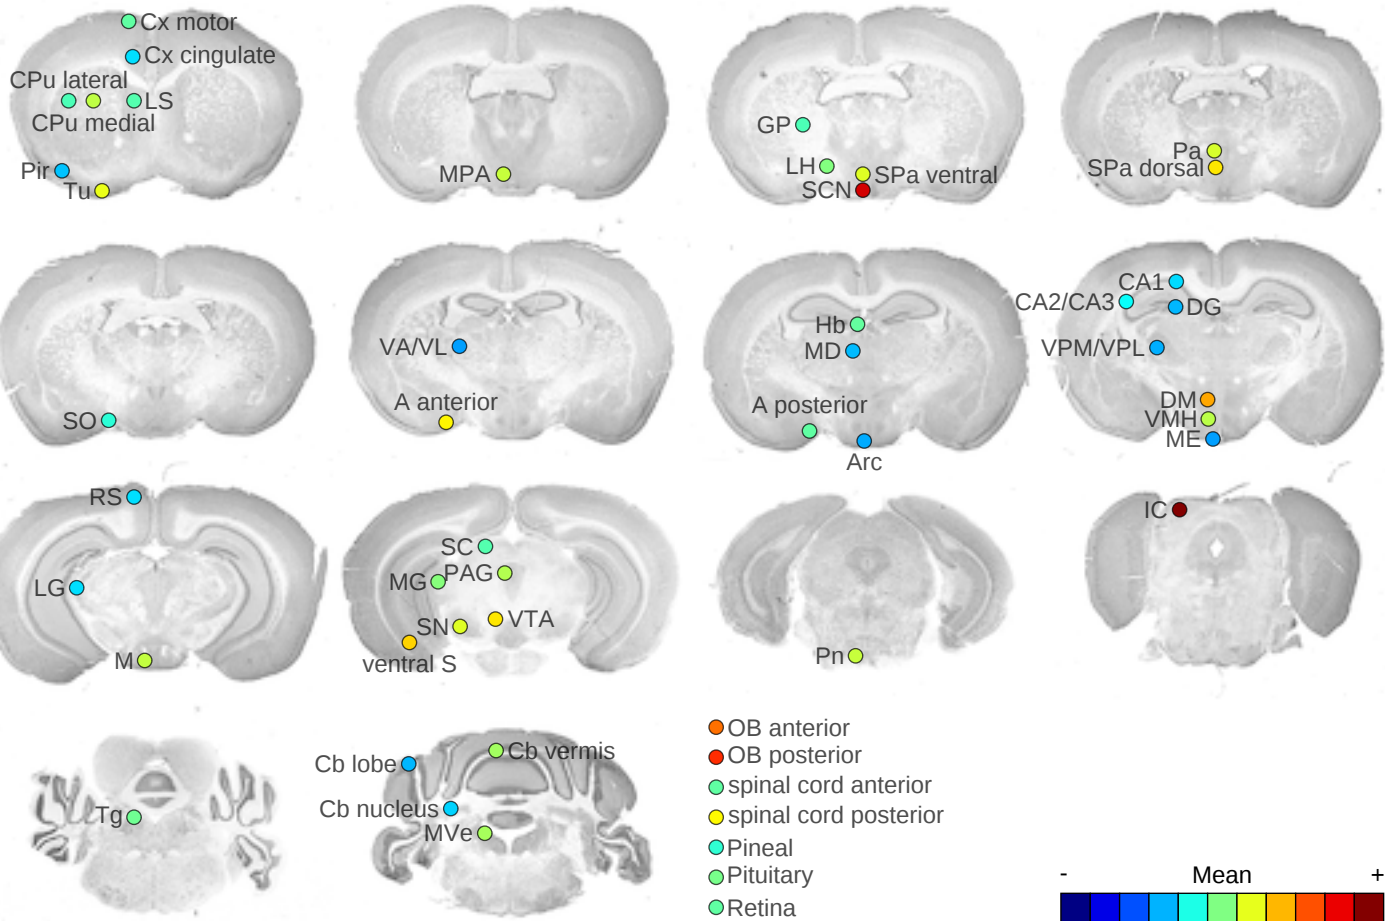 Cx motor
Cx cingulate
CPu lateral
LS
CPu medial
Pir
Tu
MPA
GP
LH
SPa ventral
SCN
Pa
SPa dorsal
SO
VA/VL
A anterior
Hb
MD
A posterior
Arc
CA1
CA2/CA3
DG
VPM/VPL
DM
VMH
ME
RS
LG
M
SC
MG
PAG
SN
VTA
ventral S
Pn
IC
Tg
Cb lobe
Cb vermis
Cb nucleus
MVe
OB anterior
OB posterior
spinal cord anterior
spinal cord posterior
Pineal
Pituitary
Retina
- Mean +